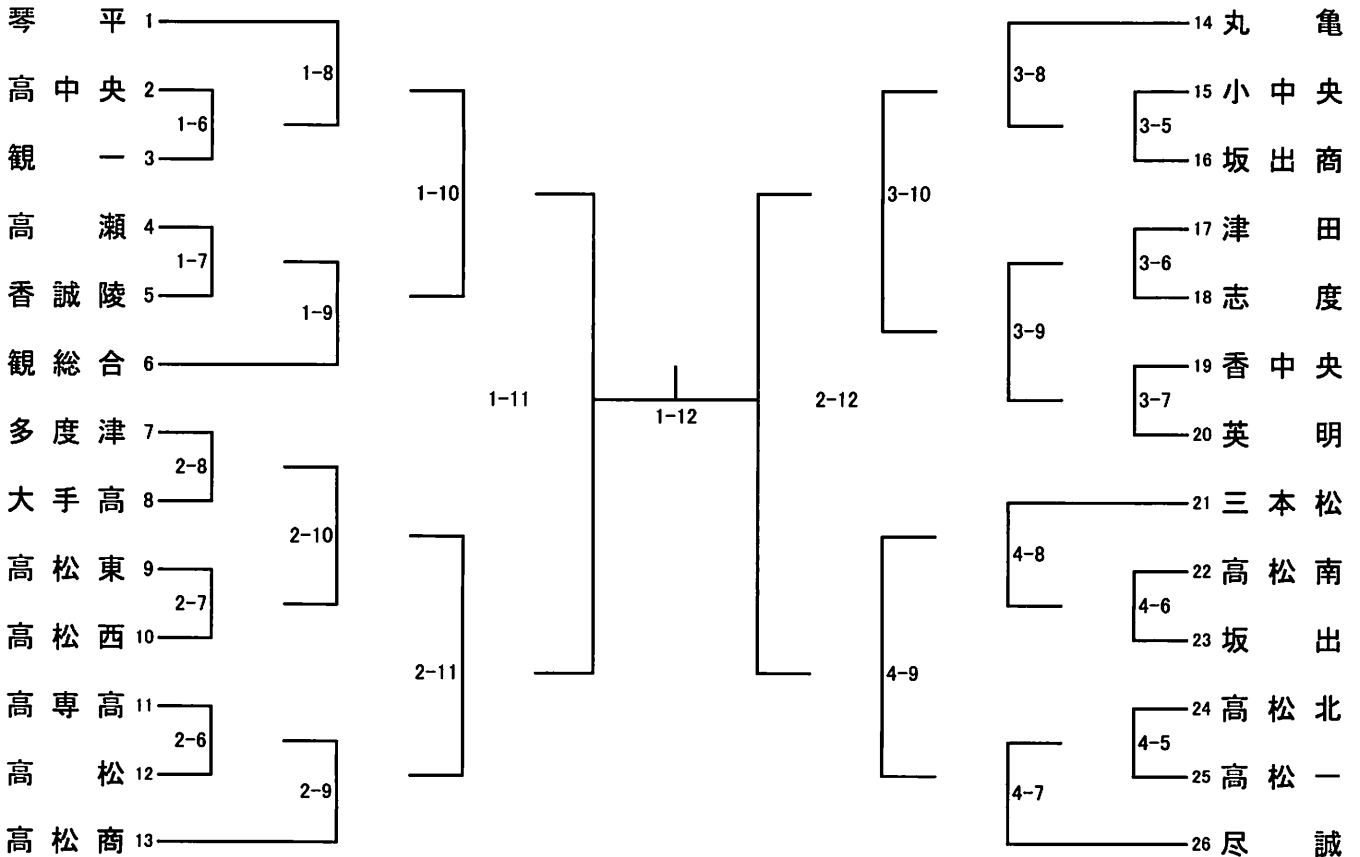 琴平 1
1-8
高中央 2
1-6
観一 3
1-10
高瀬 4
1-7
香誠陵 5
1-9
観総合 6
1-11
多度津 7
2-8
大手高 8
2-10
高松東 9
2-7
高松西 10
2-11
高専高 11
2-6
高松 12
2-9
高松商 13
1-12
2-12
14 丸亀
3-8
15 小中央
3-5
16 坂出商
3-10
17 津田
3-6
18 志度
3-9
19 香中央
3-7
20 英明
21 三本松
4-8
22 高松南
4-6
23 坂出
4-9
24 高松北
4-5
25 高松一
4-7
26 尽誠